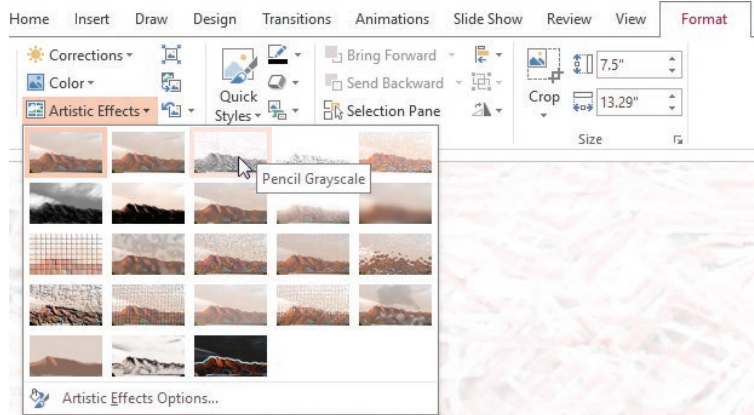 Home Insert Draw Design Transitions Animations Slide Show Review View Format
Corrections
Color
Artistic Effects
Quick
Styles
Bring Forward
Send Backward
Selection Pane
Crop
7.5"
13.29"
Size
Pencil Grayscale
Artistic Effects Options...